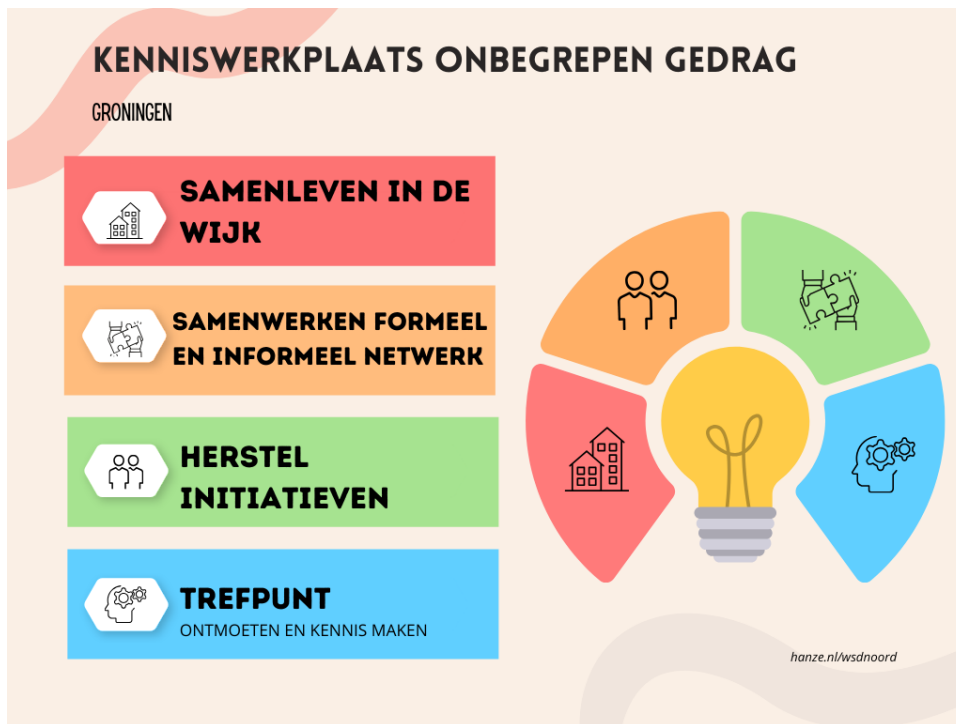 KENNISWERKPLAATS ONBEGREPEN GEDRAG
GRONINGEN
SAMENLEVEN IN DE
WIJK
SAMENWERKEN FORMEEL
EN INFORMEEL NETWERK
HERSTEL
INITIATIEVEN
TREFPUNT
ONTMOETEN EN KENNIS MAKEN
hanze.nl/wsdnoord